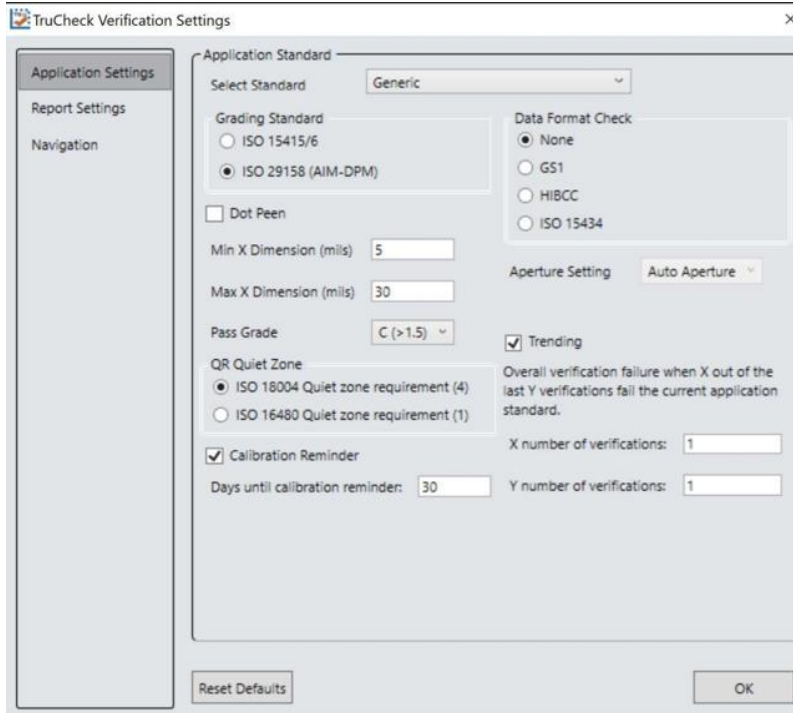 TruCheck Verification Settings
Application Settings
Report Settings
Navigation
Application Standard
Select Standard Generic
Grading Standard
ISO 15415/6
ISO 29158 (AIM-DPM)
Data Format Check
None
GS1
HIBCC
ISO 15434
Dot Peen
Min X Dimension (mils) 5
Max X Dimension (mils) 30
Aperture Setting Auto Aperture
Pass Grade C (>1.5)
QR Quiet Zone
ISO 18004 Quiet zone requirement (4)
ISO 16480 Quiet zone requirement (1)
Trending
Overall verification failure when X out of the
last Y verifications fail the current application
standard.
Calibration Reminder
Days until calibration reminder: 30
X number of verifications: 1
Y number of verifications: 1
Reset Defaults
OK